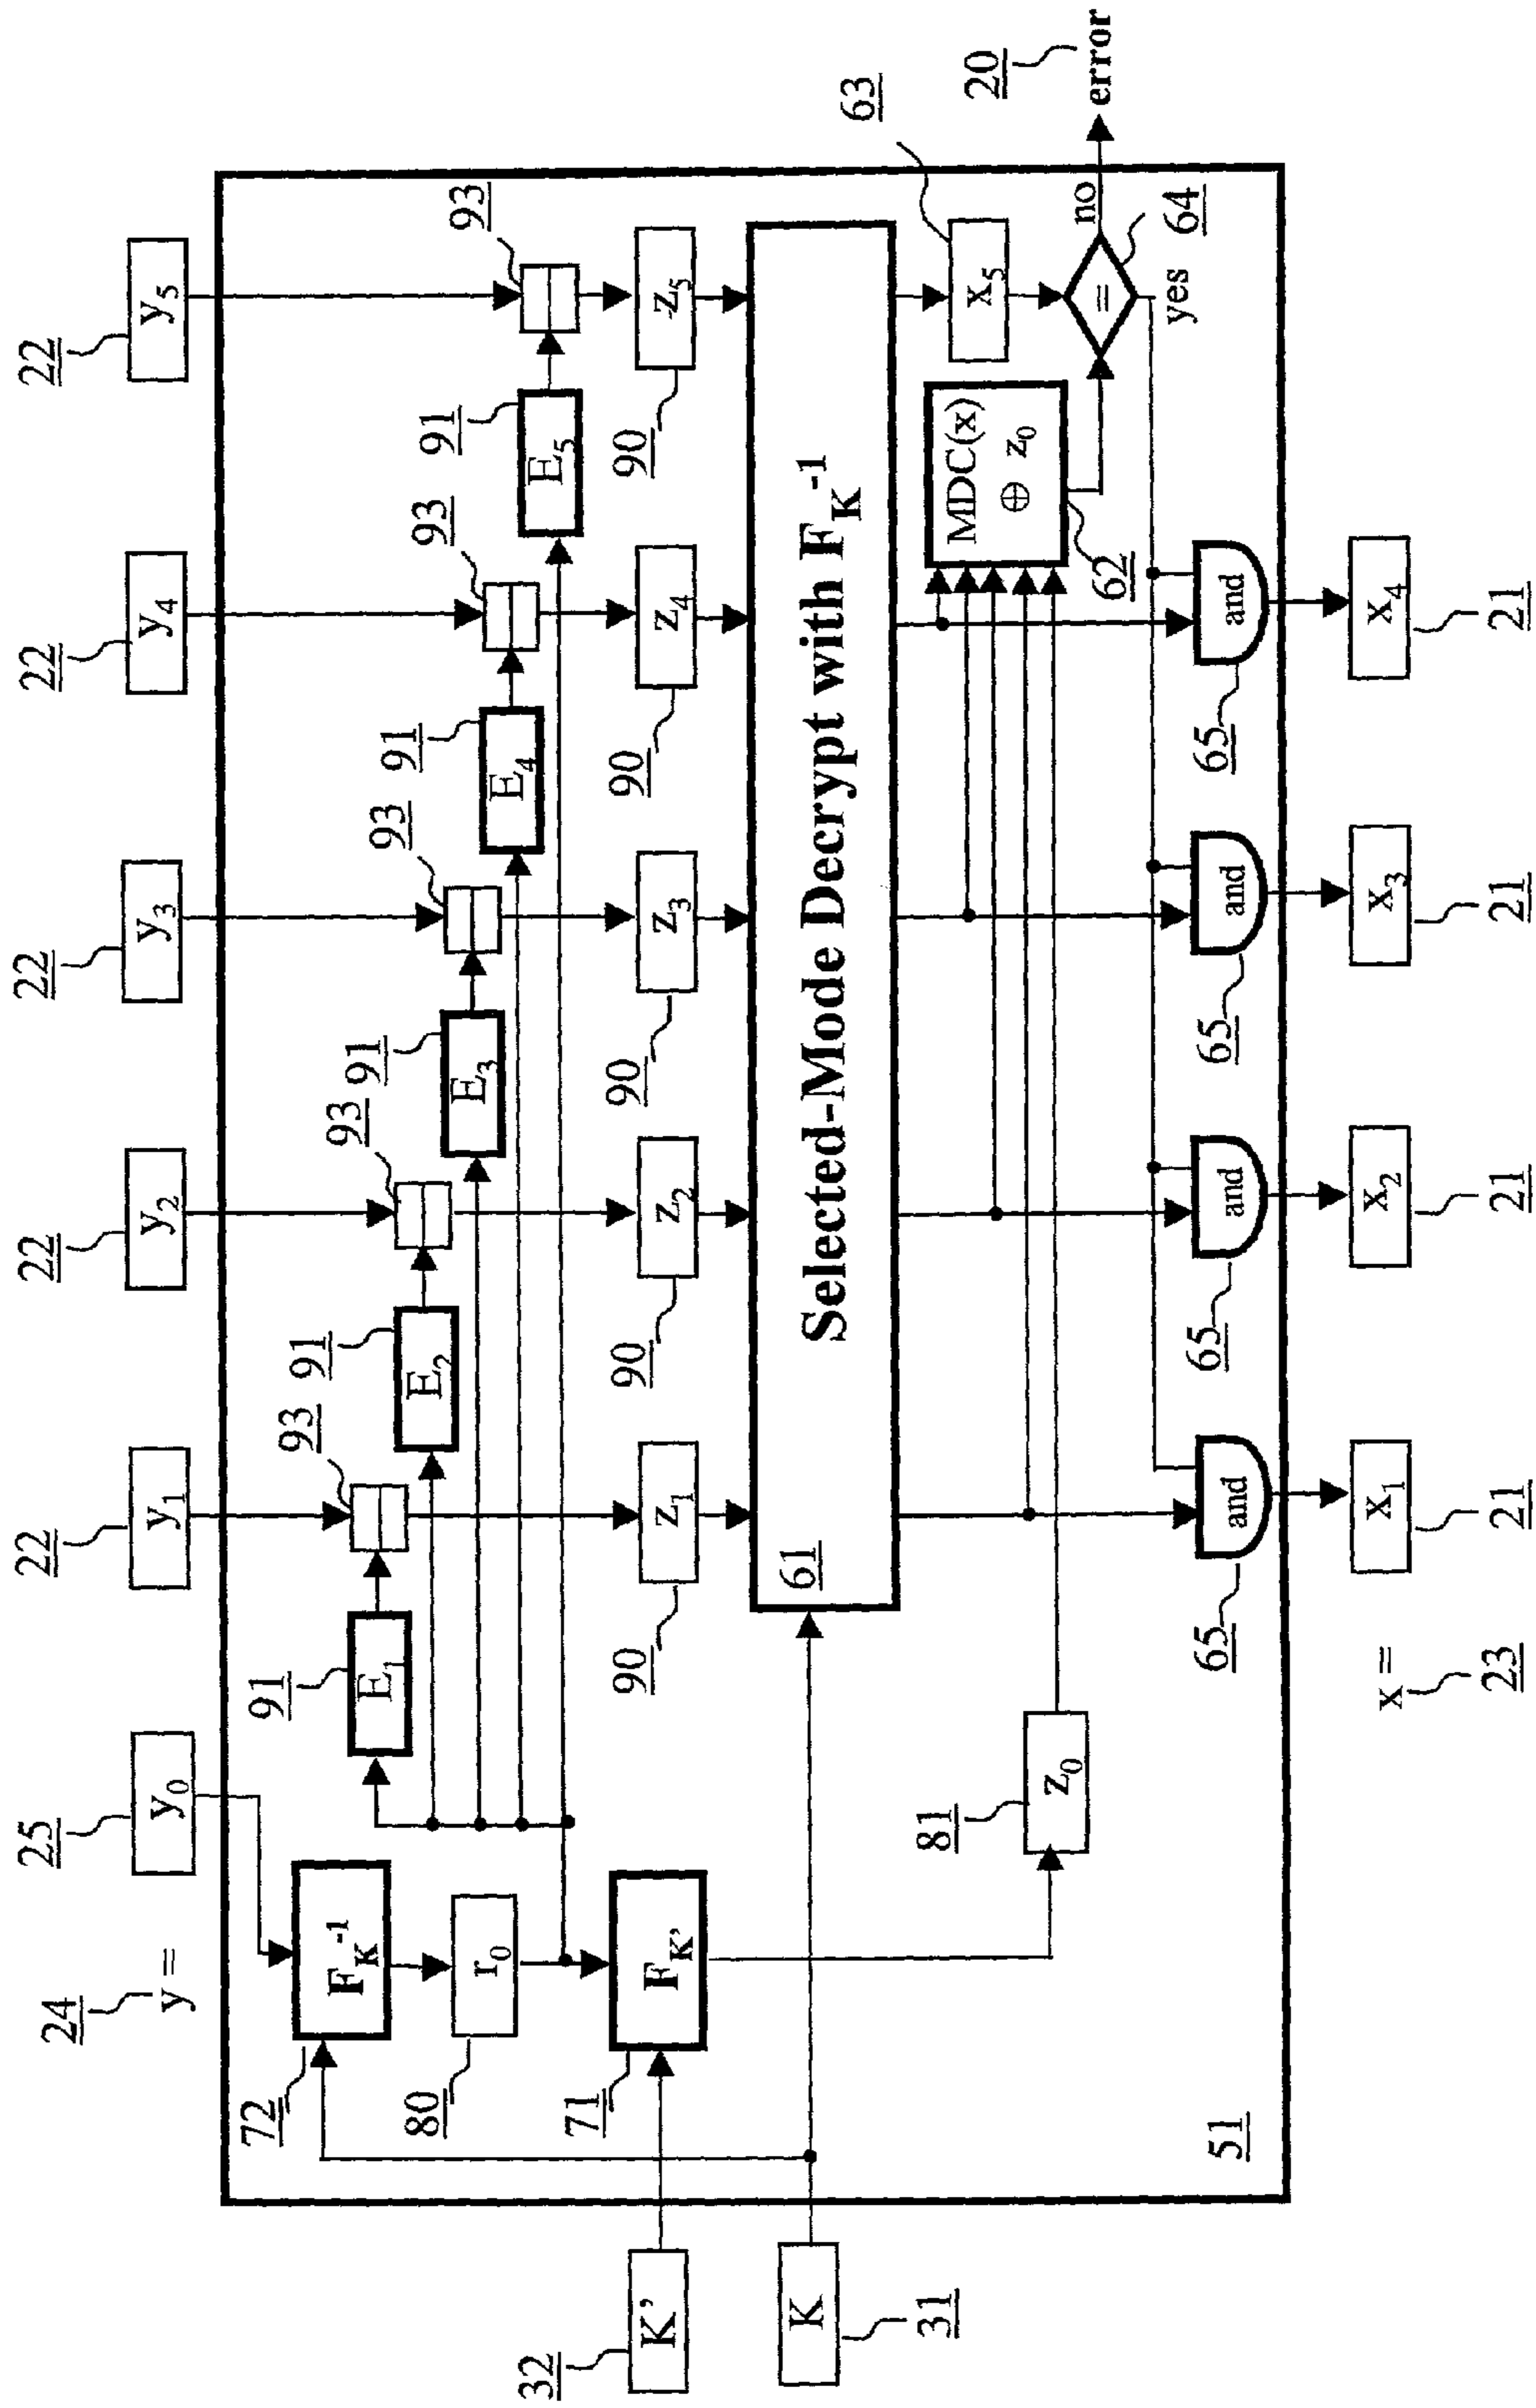 24
y =
25
y₀
22
y₁
22
y₂
22
y₃
22
y₄
22
y₅
72
F_K⁻¹
80
r₀
71
F_K'
32
K'
31
K
91
E₁
93
91
E₂
93
91
E₃
93
91
E₄
93
91
E₅
93
90
z₁
90
z₂
90
z₃
90
z₄
90
z₅
61
Selected-Mode Decrypt with F_K⁻¹
81
z₀
MDC(x)
⊕ z₀
62
63
x₅
=
64
no
yes
20
error
65
and
65
and
65
and
65
and
51
x =
23
x₁
21
x₂
21
x₃
21
x₄
21